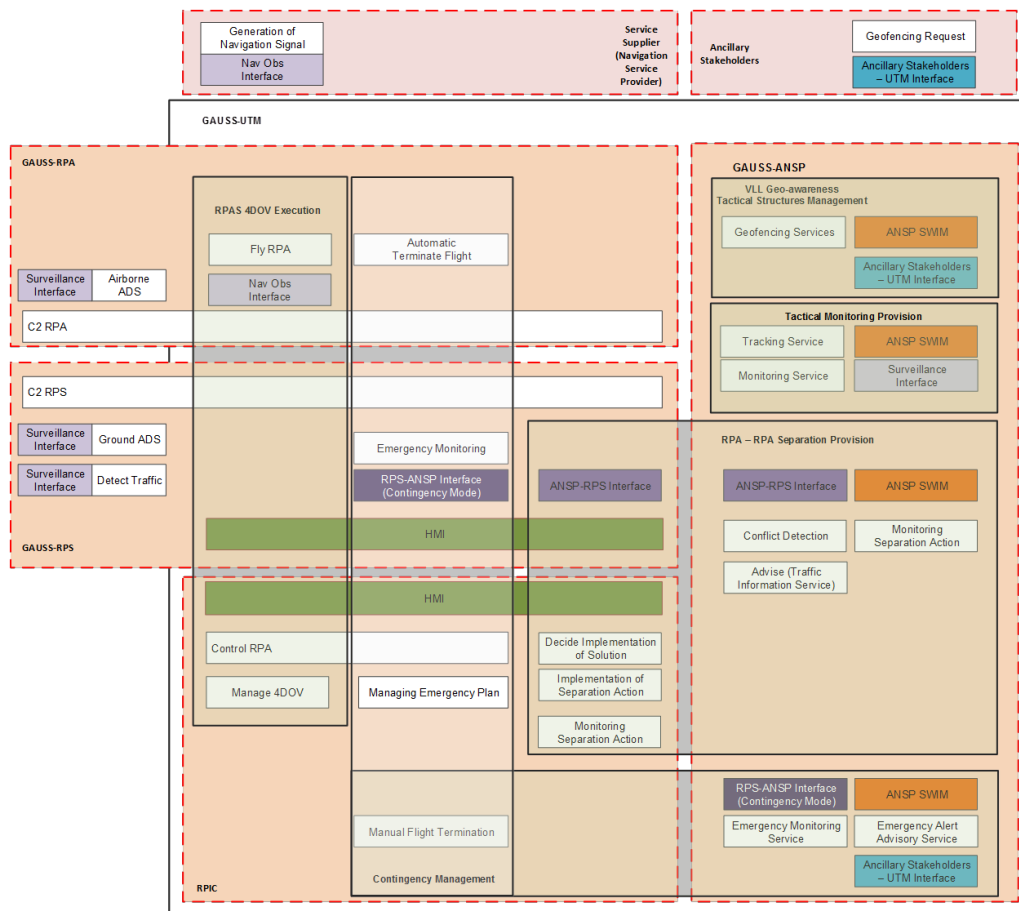 Generation of
Navigation Signal
Nav Obs
Interface
Service
Supplier
(Navigation
Service
Provider)
Ancillary
Stakeholders
Geofencing Request
Ancillary Stakeholders
– UTM Interface
GAUSS-UTM
GAUSS-RPA
RPAS 4DOV Execution
Fly RPA
Nav Obs
Interface
Automatic
Terminate Flight
Surveillance
Interface
Airborne
ADS
C2 RPA
GAUSS-ANSP
VLL Geo-awareness
Tactical Structures Management
Geofencing Services
ANSP SWIM
Ancillary Stakeholders
– UTM Interface
Tactical Monitoring Provision
Tracking Service
ANSP SWIM
Monitoring Service
Surveillance
Interface
C2 RPS
Surveillance
Interface
Ground ADS
Surveillance
Interface
Detect Traffic
Emergency Monitoring
RPS-ANSP Interface
(Contingency Mode)
HMI
GAUSS-RPS
RPA – RPA Separation Provision
ANSP-RPS Interface
ANSP-RPS Interface
ANSP SWIM
Conflict Detection
Monitoring
Separation Action
Advise (Traffic
Information Service)
HMI
Control RPA
Manage 4DOV
Managing Emergency Plan
Decide Implementation
of Solution
Implementation of
Separation Action
Monitoring
Separation Action
Manual Flight Termination
Contingency Management
RPIC
RPS-ANSP Interface
(Contingency Mode)
ANSP SWIM
Emergency Monitoring
Service
Emergency Alert
Advisory Service
Ancillary Stakeholders
– UTM Interface